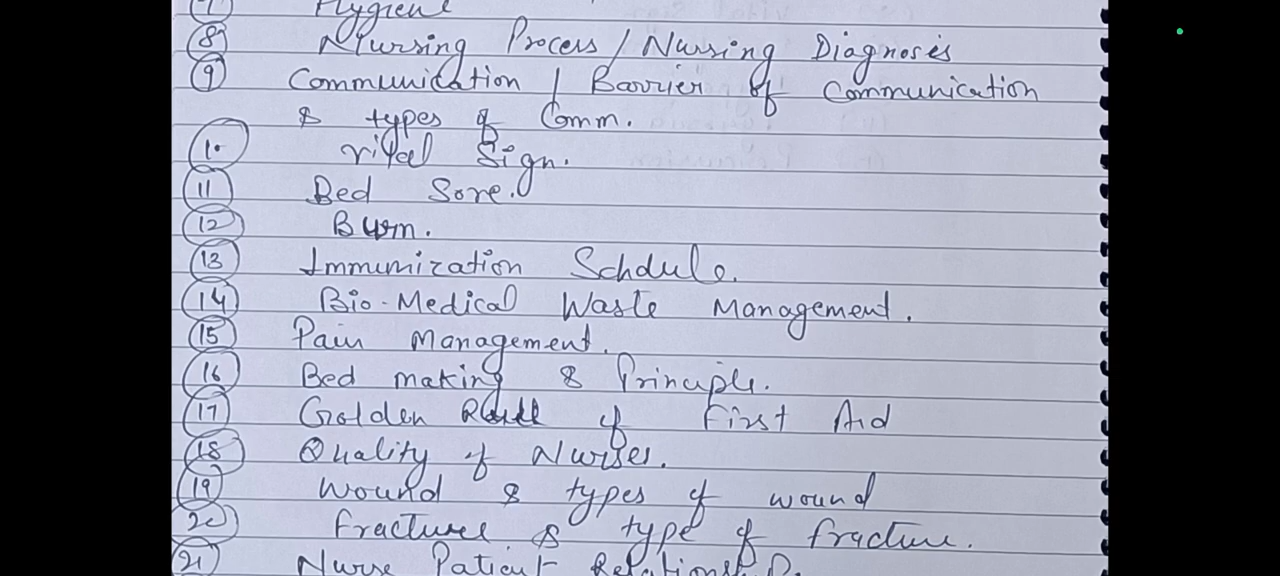 7 Hygiene
8 Nursing Process / Nursing Diagnosis
9 Communication / Barrier of Communication
& types of Comm.
10 Vital Sign.
11 Bed Sore.
12 Burn.
13 Immunization Schdule.
14 Bio-Medical Waste Management.
15 Pain Management.
16 Bed making & Principle.
17 Golden Rule of First Aid
18 Quality of Nurses.
19 Wound & types of wound
20 fracture & type of fracture.
21 Nurse Patient Relations